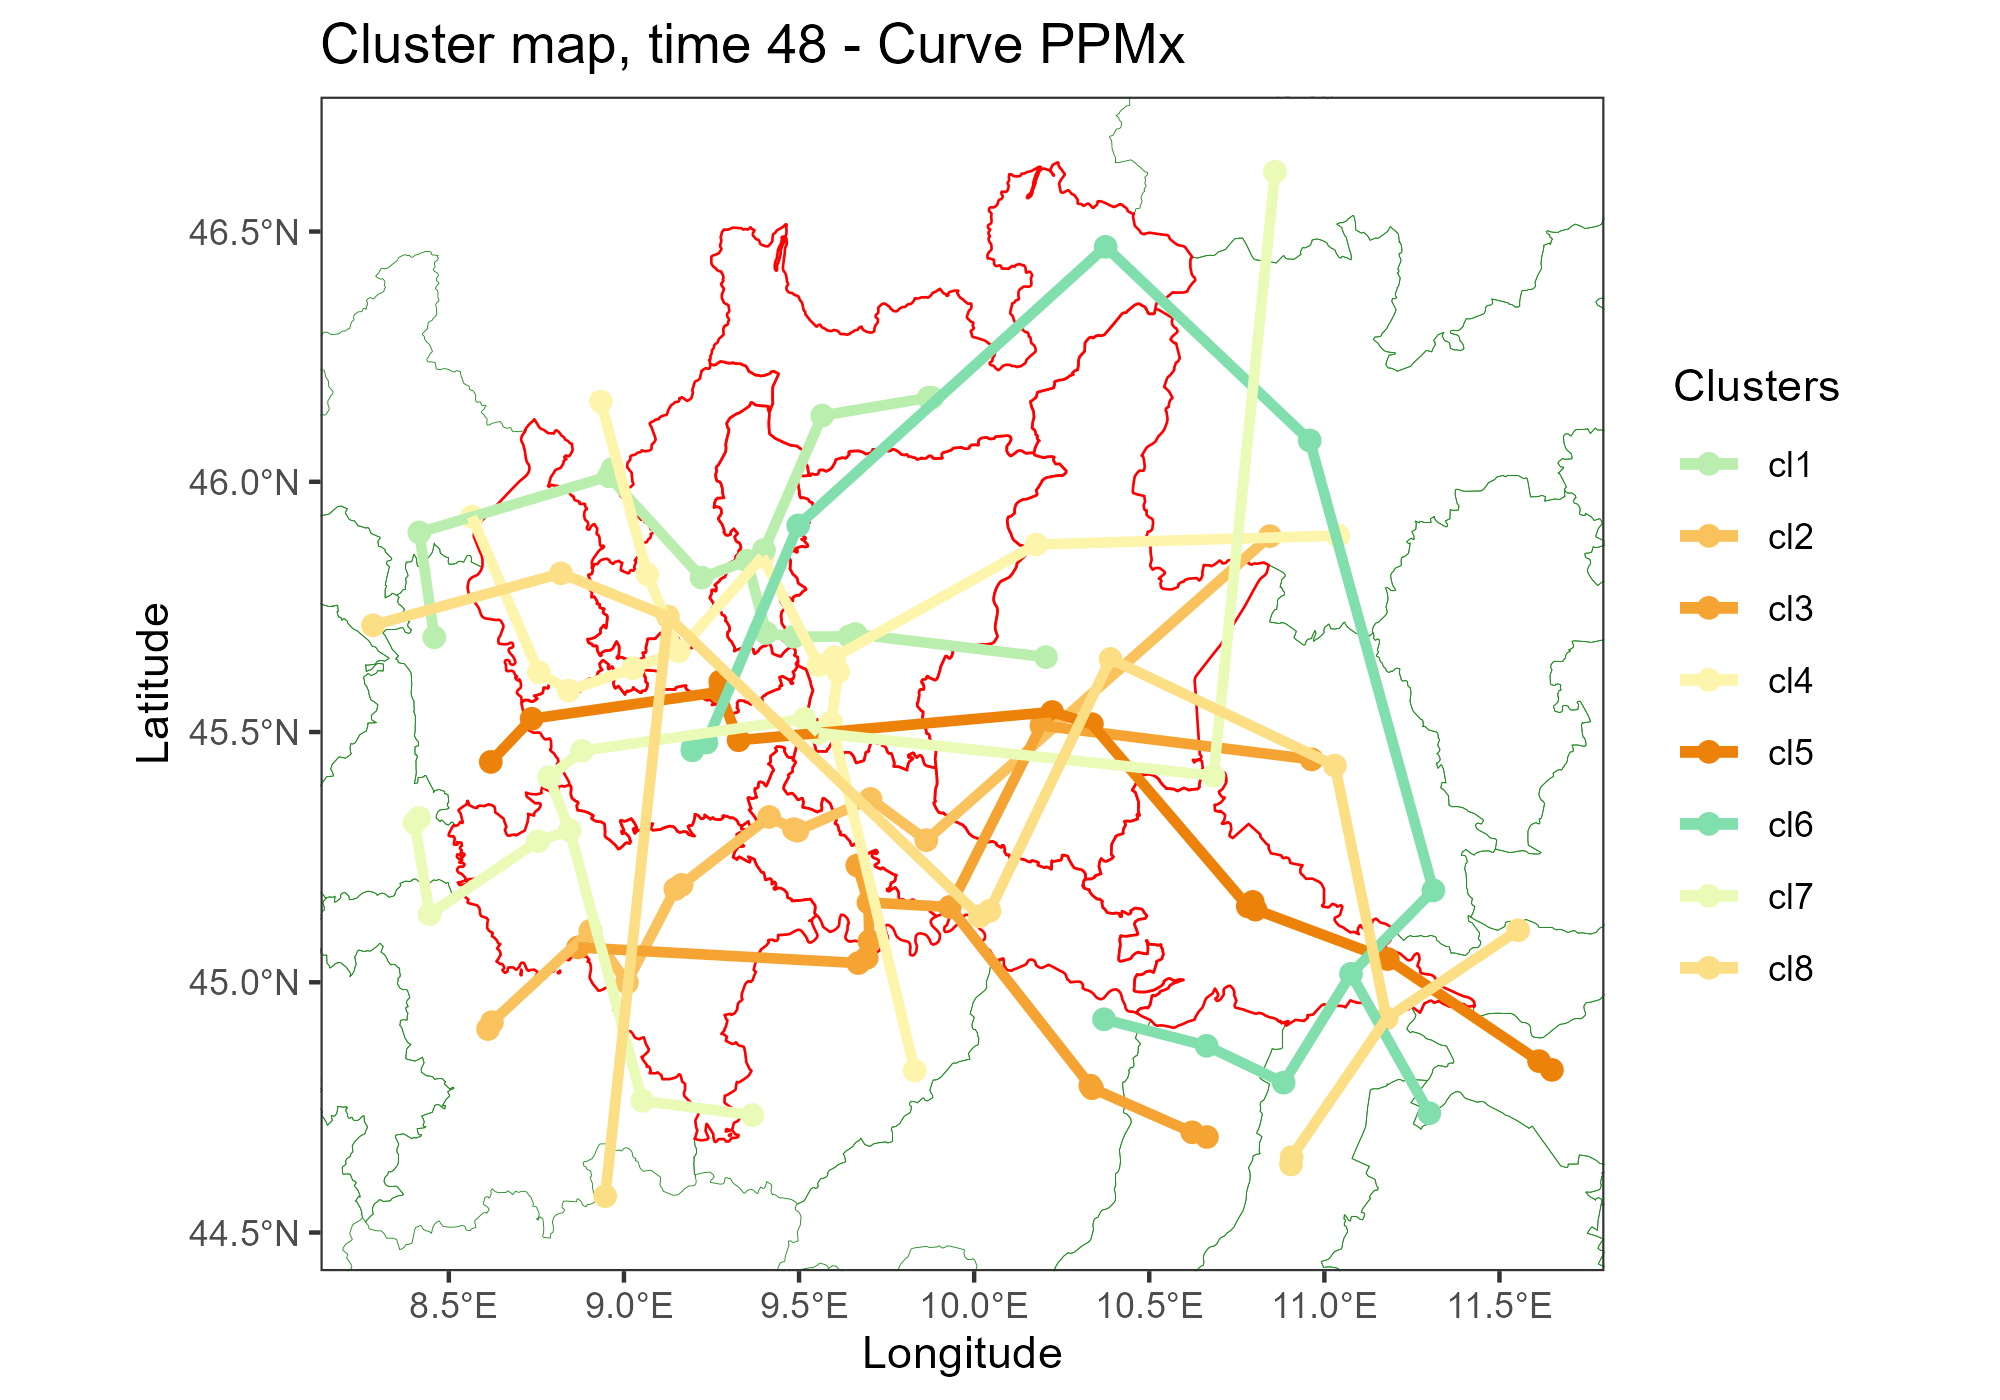 Cluster map, time 48 - Curve PPMx
46.5°N
46.0°N
45.5°N
45.0°N
44.5°N
Latitude
8.5°E
9.0°E
9.5°E
10.0°E
10.5°E
11.0°E
11.5°E
Longitude
Clusters
cl1
cl2
cl3
cl4
cl5
cl6
cl7
cl8